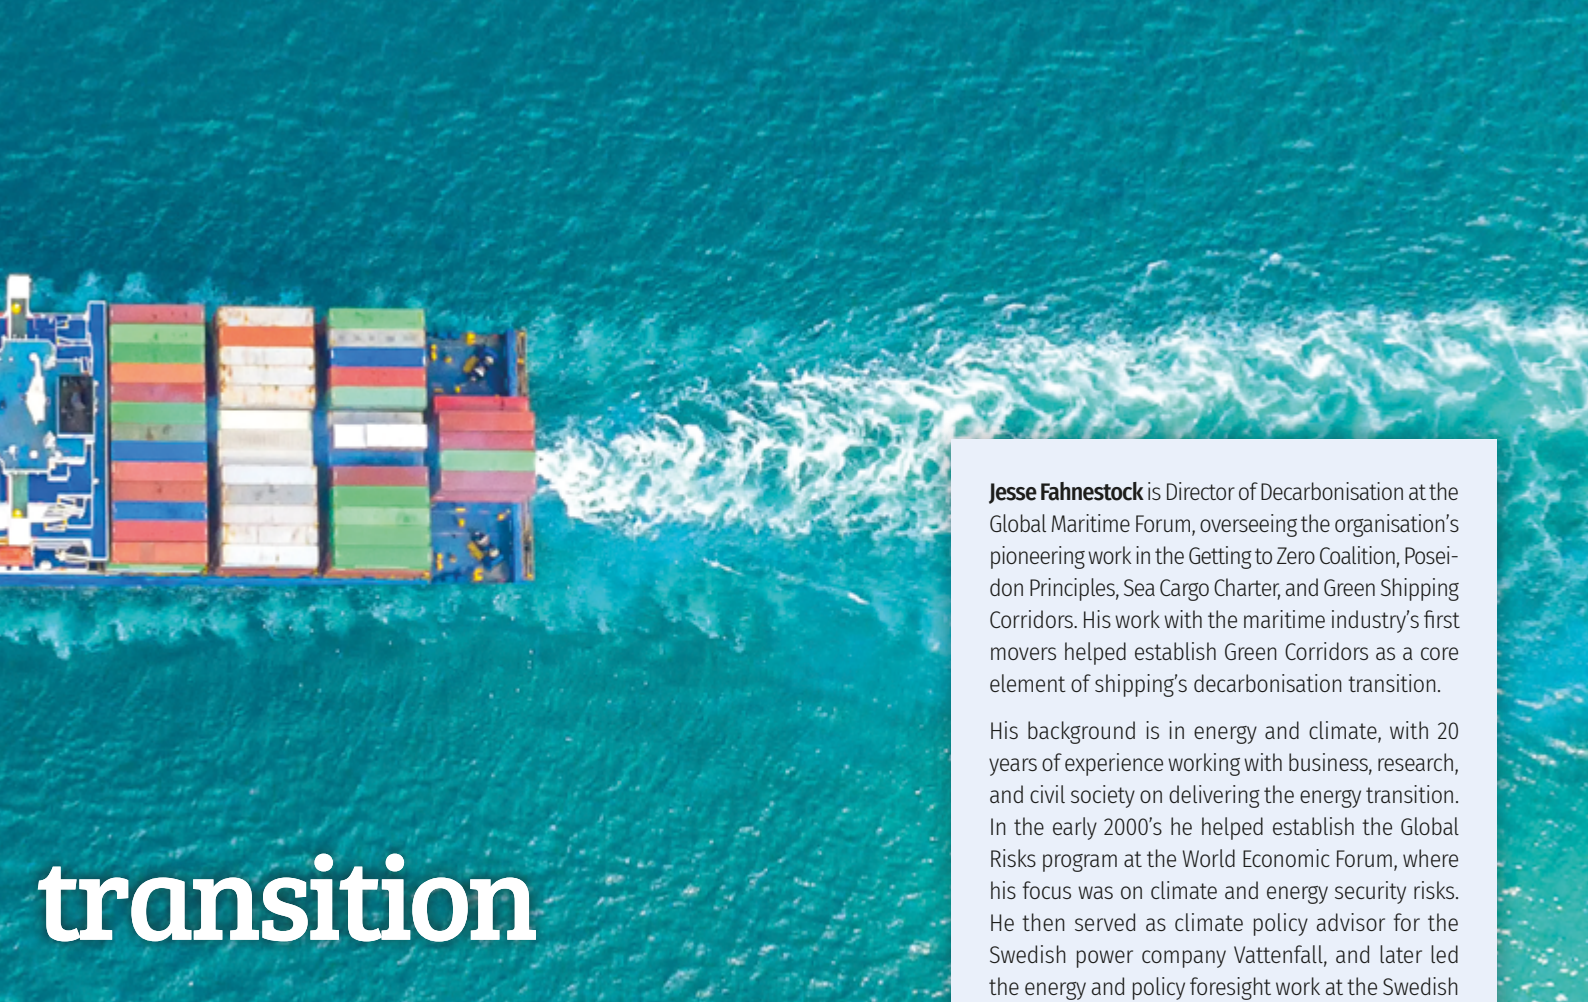 transition
Jesse Fahnestock is Director of Decarbonisation at the
Global Maritime Forum, overseeing the organisation’s
pioneering work in the Getting to Zero Coalition, Posei-
don Principles, Sea Cargo Charter, and Green Shipping
Corridors. His work with the maritime industry’s first
movers helped establish Green Corridors as a core
element of shipping’s decarbonisation transition.
His background is in energy and climate, with 20
years of experience working with business, research,
and civil society on delivering the energy transition.
In the early 2000’s he helped establish the Global
Risks program at the World Economic Forum, where
his focus was on climate and energy security risks.
He then served as climate policy advisor for the
Swedish power company Vattenfall, and later led
the energy and policy foresight work at the Swedish